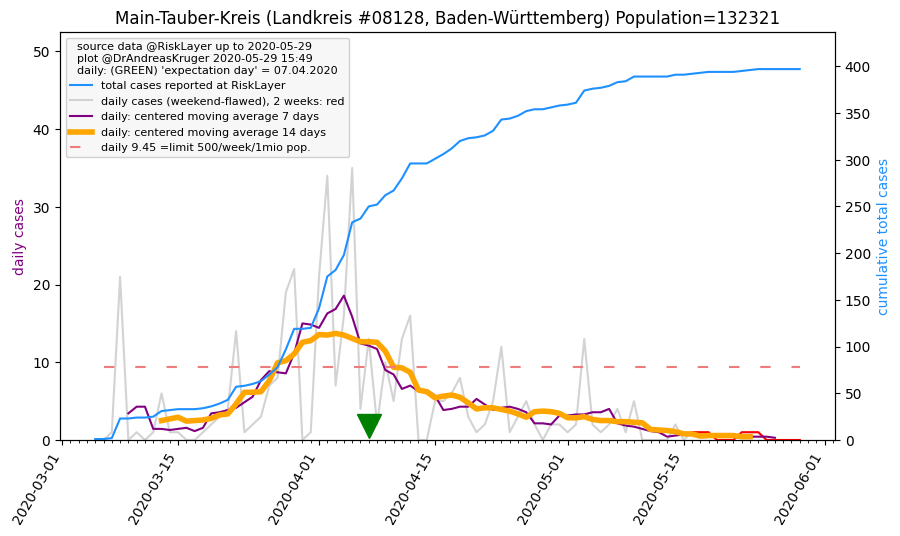 Main-Tauber-Kreis (Landkreis #08128, Baden-Württemberg) Population=132321
source data @RiskLayer up to 2020-05-29
plot @DrAndreasKruger 2020-05-29 15:49
daily: (GREEN) 'expectation day' = 07.04.2020
total cases reported at RiskLayer
daily cases (weekend-flawed), 2 weeks: red
daily: centered moving average 7 days
daily: centered moving average 14 days
daily 9.45 =limit 500/week/1mio pop.
daily cases
50
40
30
20
10
0
cumulative total cases
400
350
300
250
200
150
100
50
0
2020-03-01
2020-03-15
2020-04-01
2020-04-15
2020-05-01
2020-05-15
2020-06-01